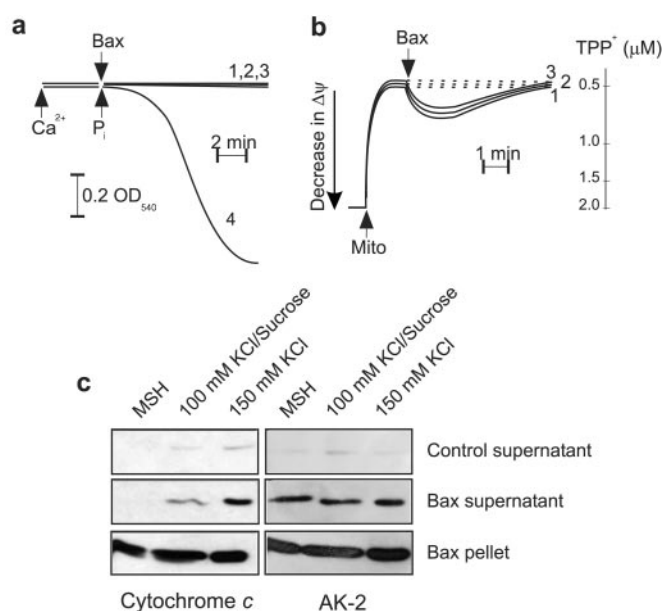 a
Bax
1,2,3
Ca2+
Pi
2 min
0.2 OD540
4
b
Bax
TPP+ (μM)
3
2
1
0.5
1.0
1.5
2.0
Decrease in Δψ
1 min
Mito
c
MSH
100 mM KCl/Sucrose
150 mM KCl
MSH
100 mM KCl/Sucrose
150 mM KCl
Control supernatant
Bax supernatant
Bax pellet
Cytochrome c
AK-2